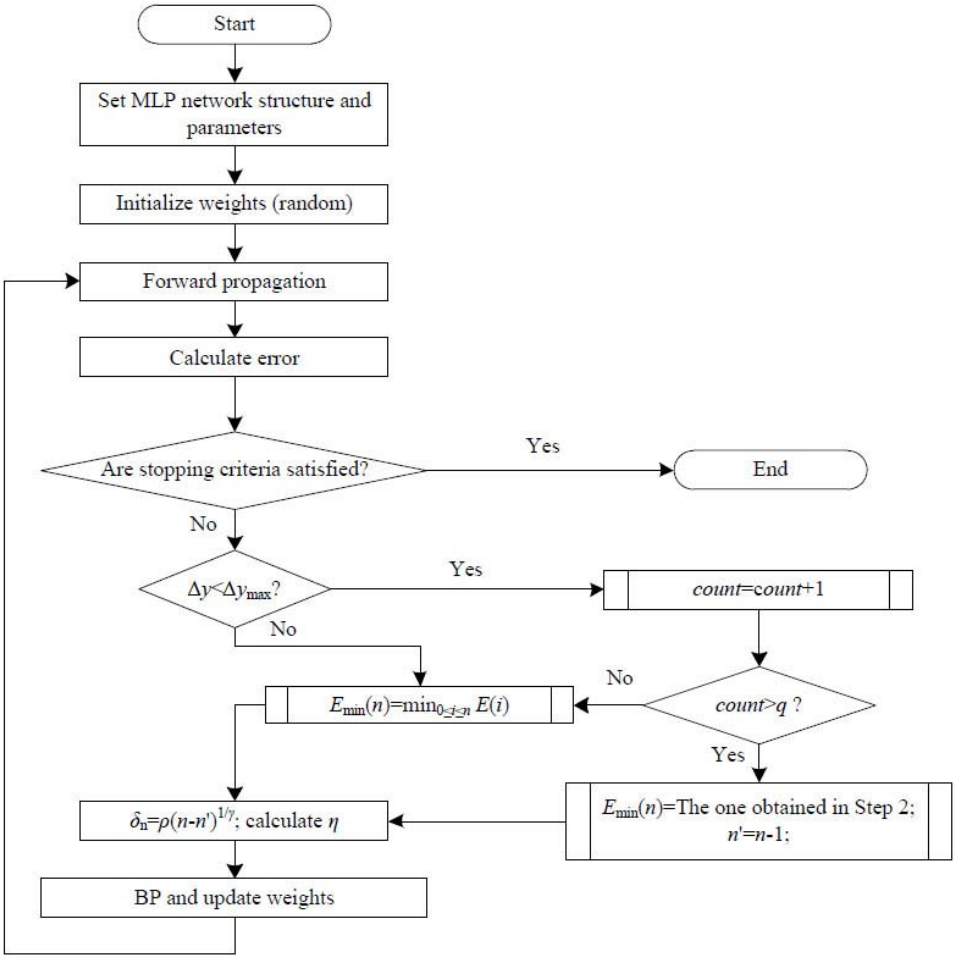 Start
Set MLP network structure and
parameters
Initialize weights (random)
Forward propagation
Calculate error
Are stopping criteria satisfied?
Yes
End
No
Δy<Δymax?
Yes
count=count+1
No
count>q ?
No
Emin(n)=min0≤i≤n E(i)
Yes
Emin(n)=The one obtained in Step 2;
n'=n-1;
δn=ρ(n-n')1/γ; calculate η
BP and update weights